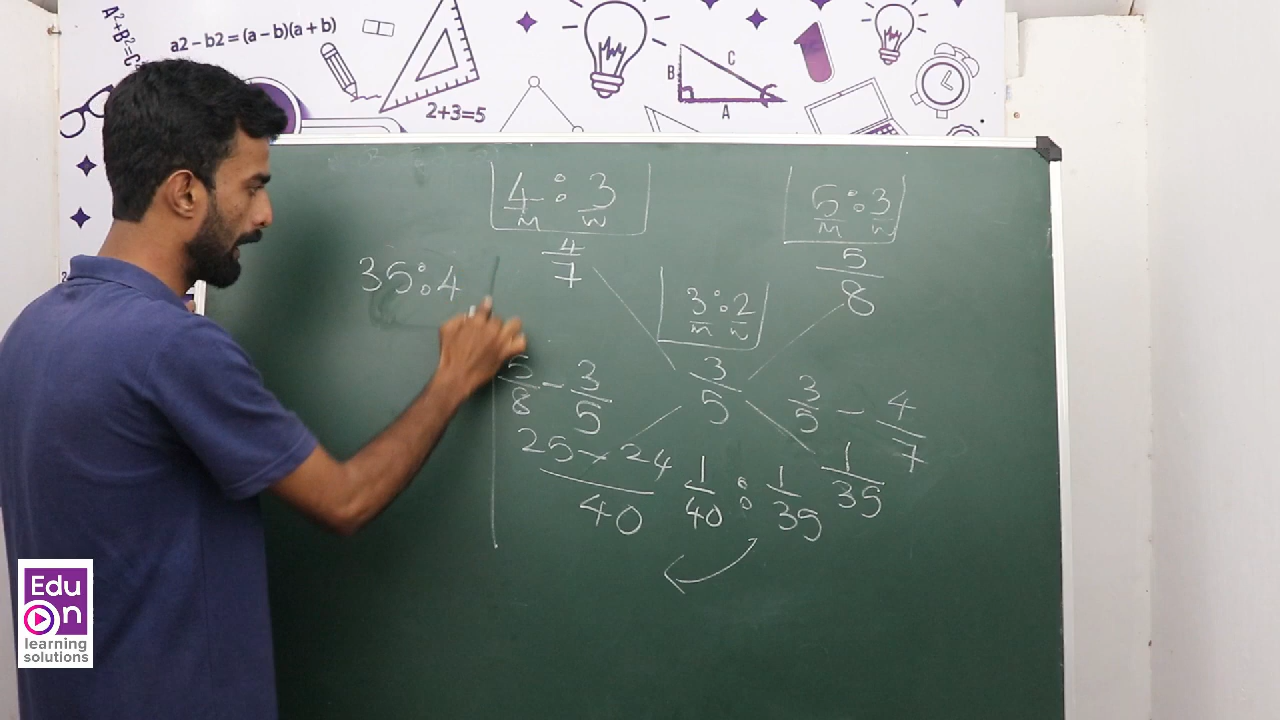 A²+B²=C²
a2 – b2 = (a – b)(a + b)
2+3=5
B
C
A
4 : 3
m w
4/7
5 : 3
m w
5/8
35:4
3 : 2
m w
3/5
5/8 – 3/5
3/5 – 4/7
25 – 24
40
1/40 : 1/35
1/35
Edu
On
learning
solutions